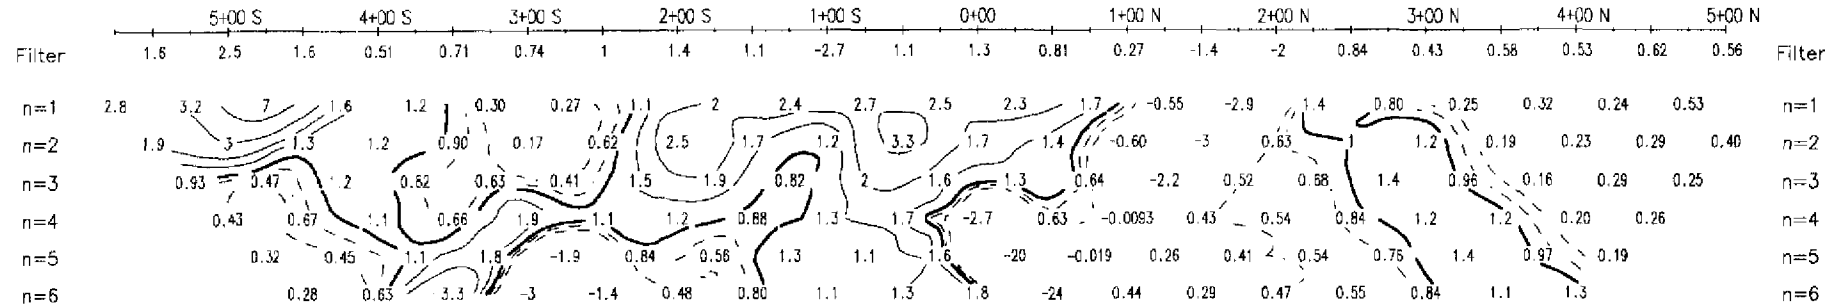 5+00 S 4+00 S 3+00 S 2+00 S 1+00 S 0+00 1+00 N 2+00 N 3+00 N 4+00 N 5+00 N
Filter 1.6 2.5 1.6 0.51 0.71 0.74 1 1.4 1.1 -2.7 1.1 1.3 0.81 0.27 -1.4 -2 0.84 0.43 0.58 0.53 0.62 0.56 Filter
n=1 2.8 3.2 7 1.6 1.2 0.30 0.27 1.1 2 2.4 2.7 2.5 2.3 1.7 -0.55 -2.9 1.4 0.80 0.25 0.32 0.24 0.53 n=1
n=2 1.9 3 1.3 1.2 0.90 0.17 0.62 2.5 1.7 1.2 3.3 1.7 1.4 -0.60 -3 0.63 1 1.2 0.19 0.23 0.29 0.40 n=2
n=3 0.93 0.47 1.2 0.62 0.63 0.41 1.5 1.9 0.82 2 1.6 1.3 0.64 -2.2 0.52 0.68 1.4 0.96 0.16 0.29 0.25 n=3
n=4 0.43 0.67 1.1 0.66 1.9 1.1 1.2 0.88 1.3 1.7 -2.7 0.63 -0.0093 0.43 0.54 0.84 1.2 1.2 0.20 0.26 n=4
n=5 0.32 0.45 1.1 1.8 -1.9 0.84 0.56 1.3 1.1 1.6 -20 -0.019 0.26 0.41 0.54 0.76 1.4 0.97 0.19 n=5
n=6 0.28 0.63 3.3 -3 -1.4 0.48 0.80 1.1 1.3 1.8 -24 0.44 0.29 0.47 0.55 0.84 1.1 1.3 n=6